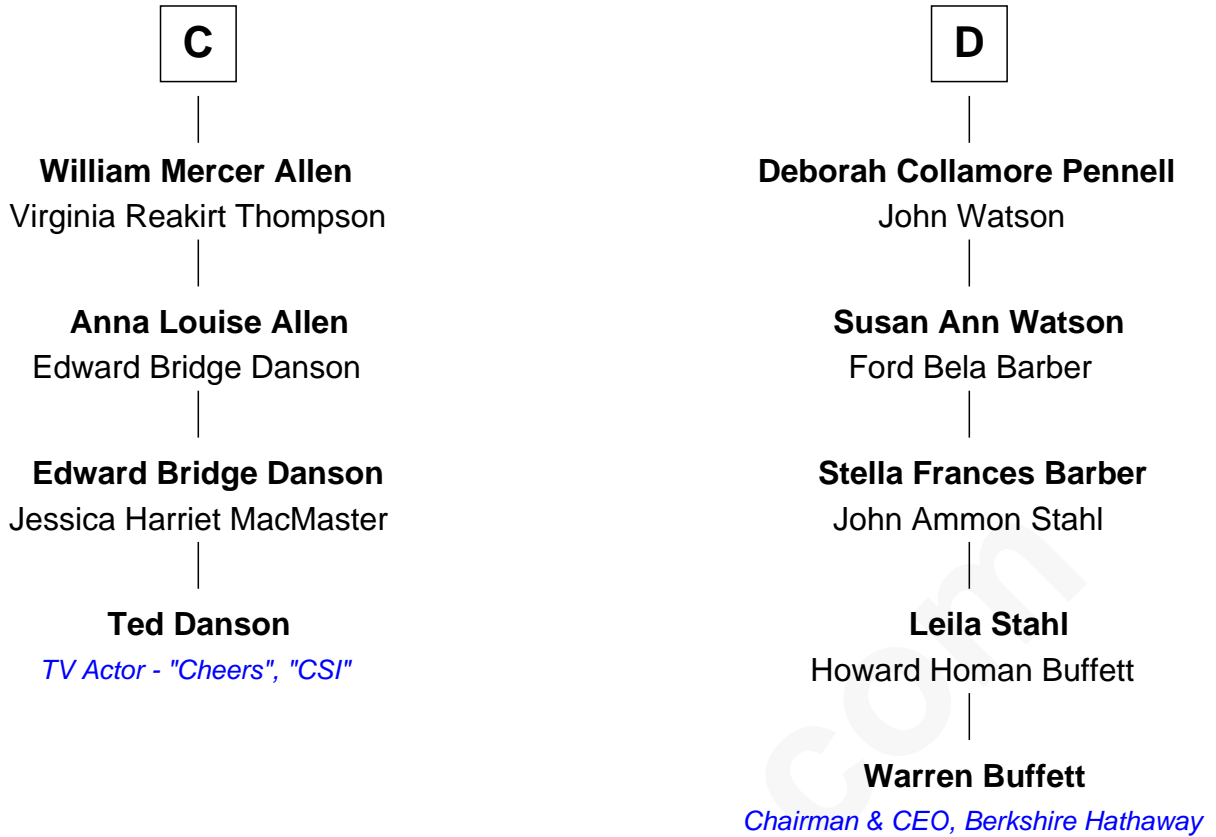 C
William Mercer Allen
Virginia Reakirt Thompson
Anna Louise Allen
Edward Bridge Danson
Edward Bridge Danson
Jessica Harriet MacMaster
Ted Danson
TV Actor - "Cheers", "CSI"
D
Deborah Collamore Pennell
John Watson
Susan Ann Watson
Ford Bela Barber
Stella Frances Barber
John Ammon Stahl
Leila Stahl
Howard Homan Buffett
Warren Buffett
Chairman & CEO, Berkshire Hathaway
com